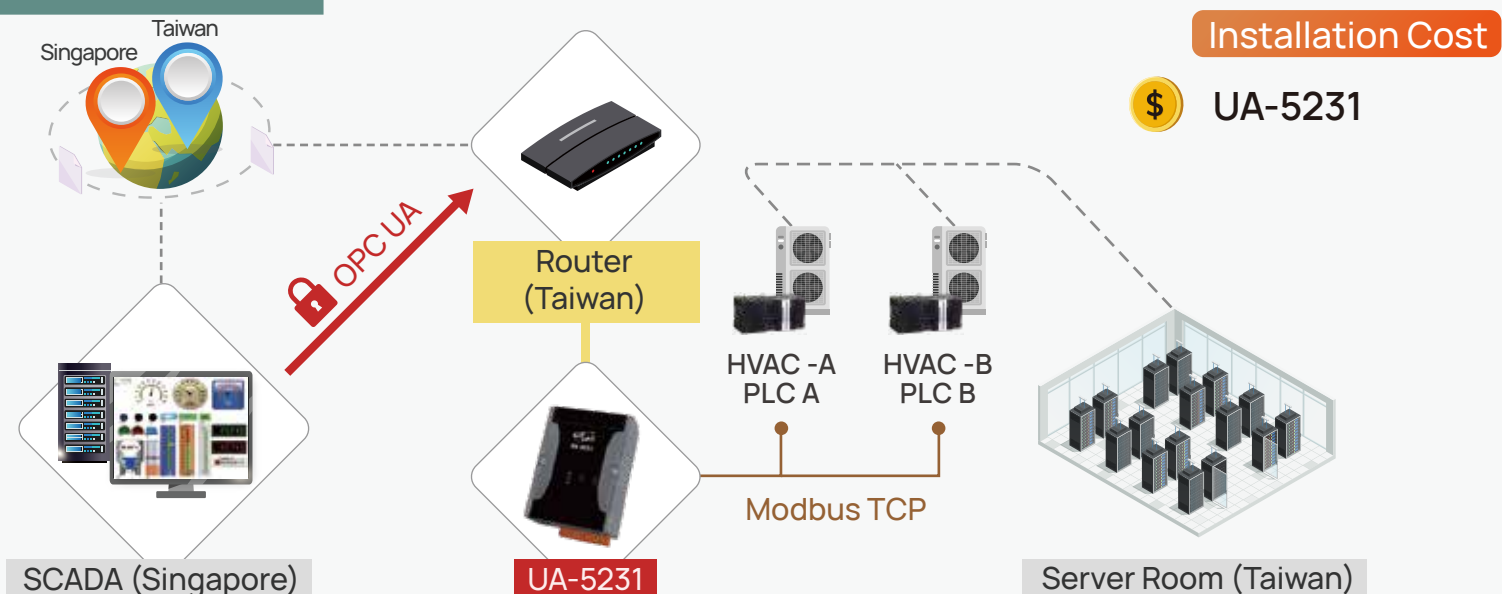 Taiwan
Singapore
Installation Cost
$ UA-5231
OPC UA
Router
(Taiwan)
HVAC -A
PLC A
HVAC -B
PLC B
Modbus TCP
SCADA (Singapore)
UA-5231
Server Room (Taiwan)